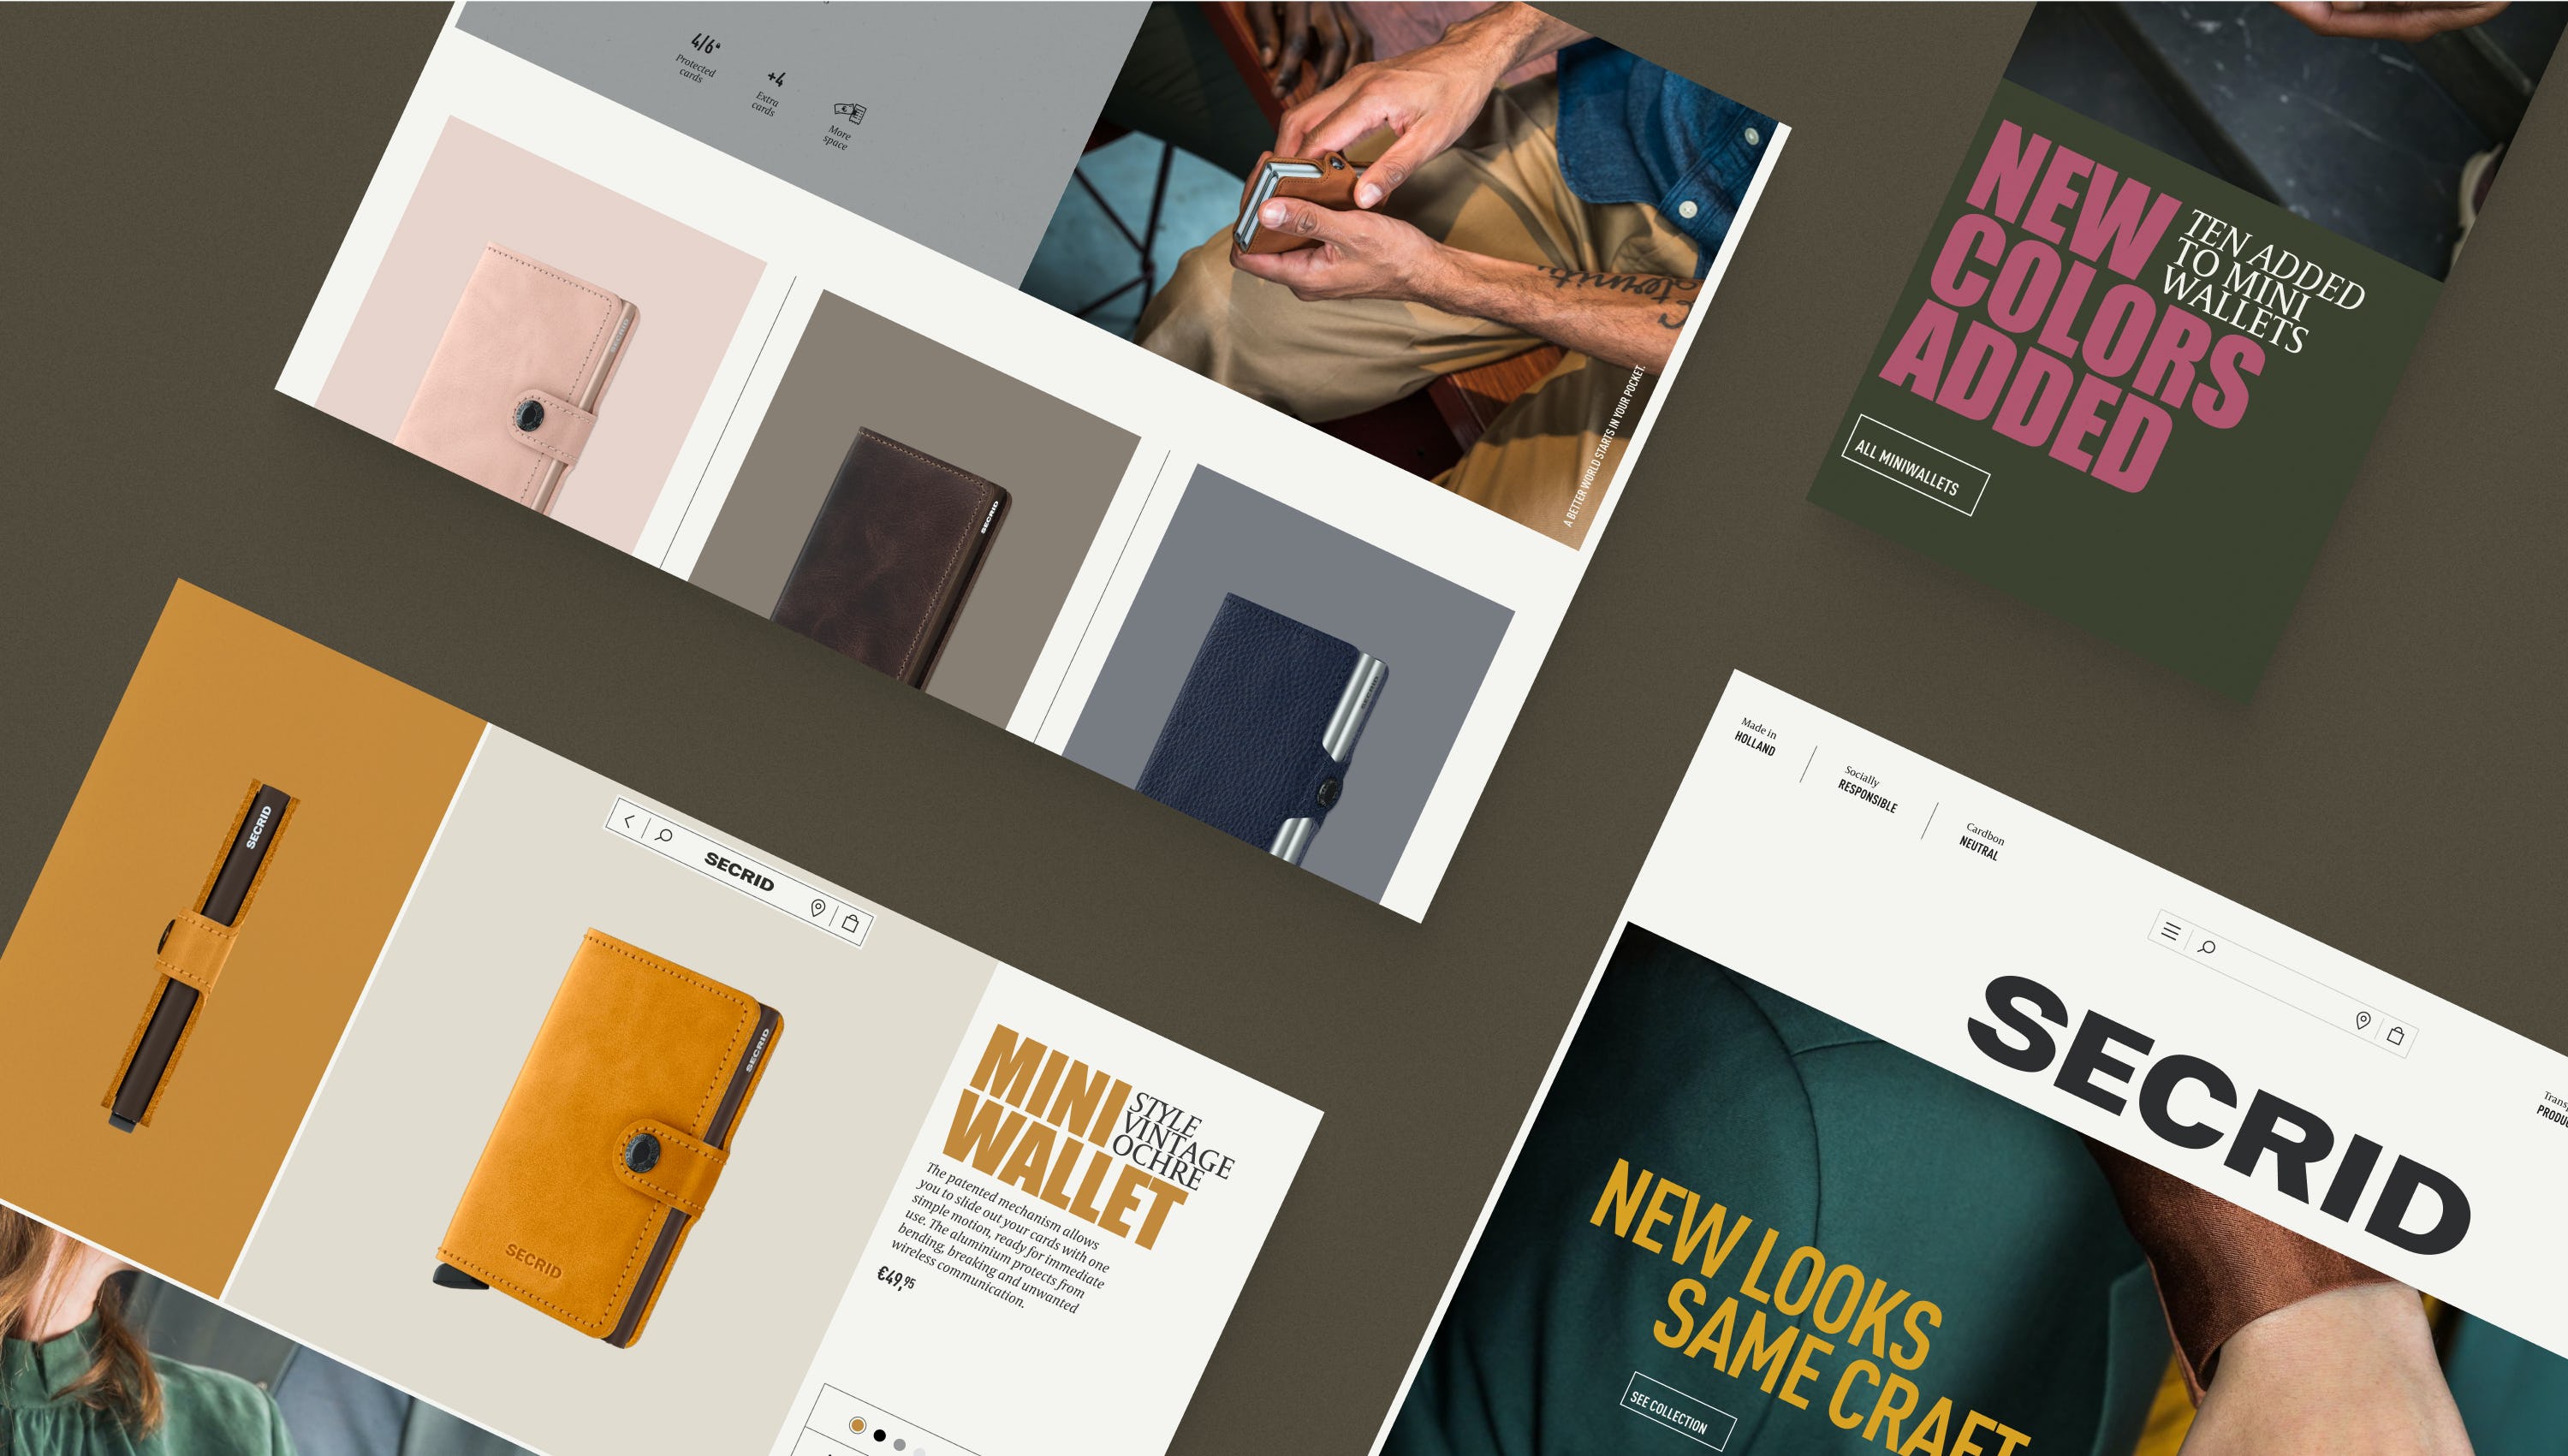 4/6*
Protected
cards
+4
Extra
cards
More
space
A BETTER WORLD STARTS IN YOUR POCKET.
SECRID
SECRID
SECRID
NEW
COLORS
ADDED
TEN ADDED
TO MINI
WALLETS
ALL MINIWALLETS
SECRID
SECRID
SECRID
SECRID
MINI
WALLET
STYLE
VINTAGE
OCHRE
The patented mechanism allows
you to slide out your cards with one
simple motion, ready for immediate
use. The aluminium protects from
bending, breaking and unwanted
wireless communication.
€49,95
Made in
HOLLAND
Socially
RESPONSIBLE
Cardbon
NEUTRAL
SECRID
NEW LOOKS
SAME CRAFT
SEE COLLECTION